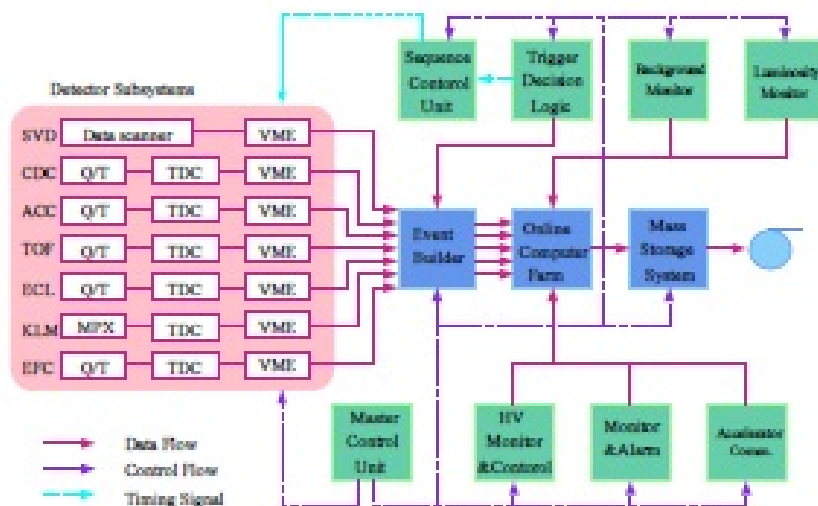 Sequence
Contorol
Unit
Trigger
Decision
Logic
Background
Monitor
Luminosity
Monitor
Detector Subsystems
SVD
Data scanner
VME
CDC
Q/T
TDC
VME
ACC
Q/T
TDC
VME
TOF
Q/T
TDC
VME
ECL
Q/T
TDC
VME
KLM
MPX
TDC
VME
EFC
Q/T
TDC
VME
Event
Builder
Online
Computer
Farm
Mass
Storage
System
Master
Control
Unit
HV
Monitor
&Contorol
Monitor
&Alarm
Accelerator
Comm.
Data Flow
Control Flow
Timing Signal